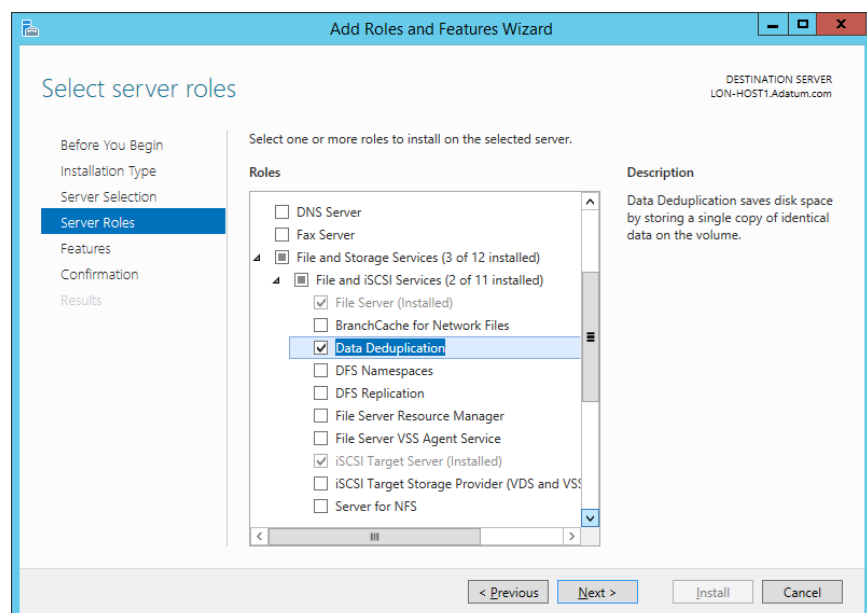 Add Roles and Features Wizard
Select server roles
DESTINATION SERVER
LON-HOST1.Adatum.com
Before You Begin
Installation Type
Server Selection
Server Roles
Features
Confirmation
Results
Select one or more roles to install on the selected server.
Roles
DNS Server
Fax Server
File and Storage Services (3 of 12 installed)
File and iSCSI Services (2 of 11 installed)
File Server (Installed)
BranchCache for Network Files
Data Deduplication
DFS Namespaces
DFS Replication
File Server Resource Manager
File Server VSS Agent Service
iSCSI Target Server (Installed)
iSCSI Target Storage Provider (VDS and VSS
Server for NFS
Description
Data Deduplication saves disk space
by storing a single copy of identical
data on the volume.
< Previous
Next >
Install
Cancel